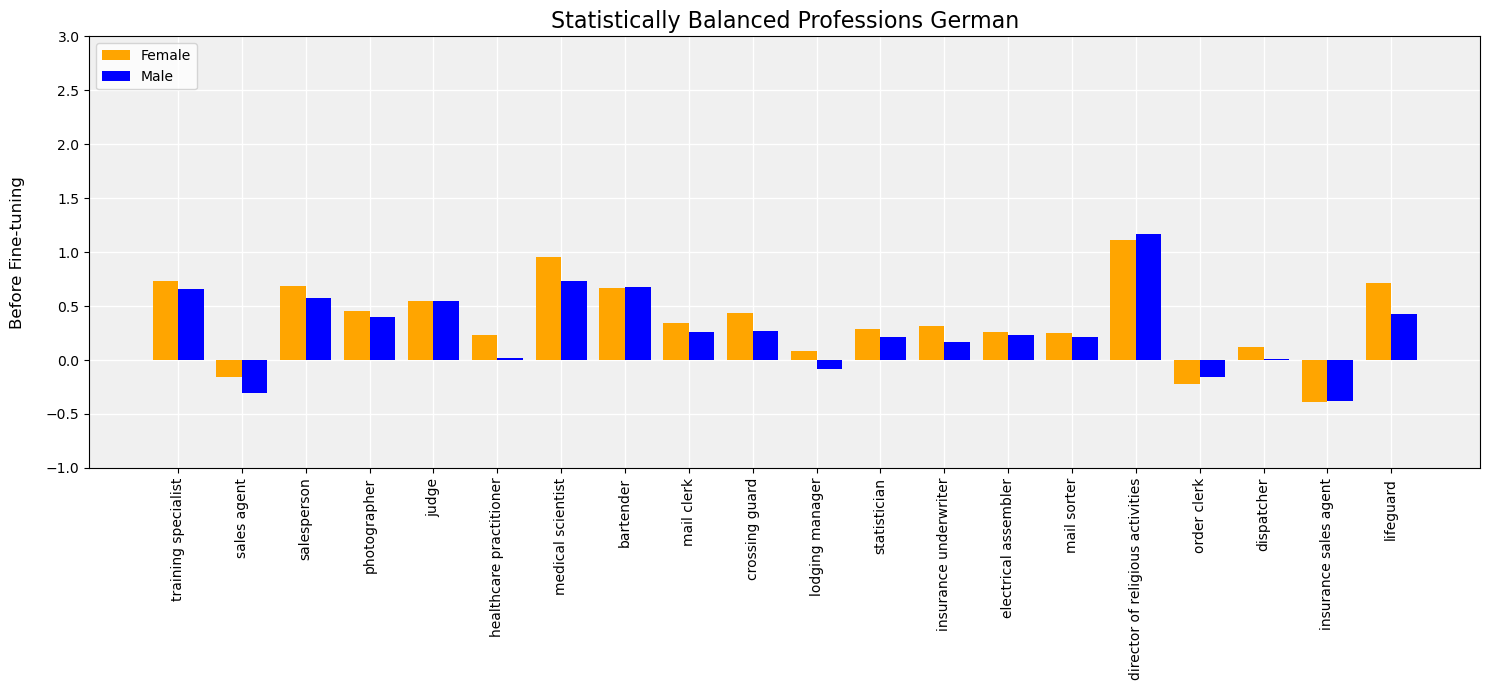 Statistically Balanced Professions German
Female
Male
Before Fine-tuning
3.0
2.5
2.0
1.5
1.0
0.5
0.0
−0.5
−1.0
training specialist
sales agent
salesperson
photographer
judge
healthcare practitioner
medical scientist
bartender
mail clerk
crossing guard
lodging manager
statistician
insurance underwriter
electrical assembler
mail sorter
director of religious activities
order clerk
dispatcher
insurance sales agent
lifeguard